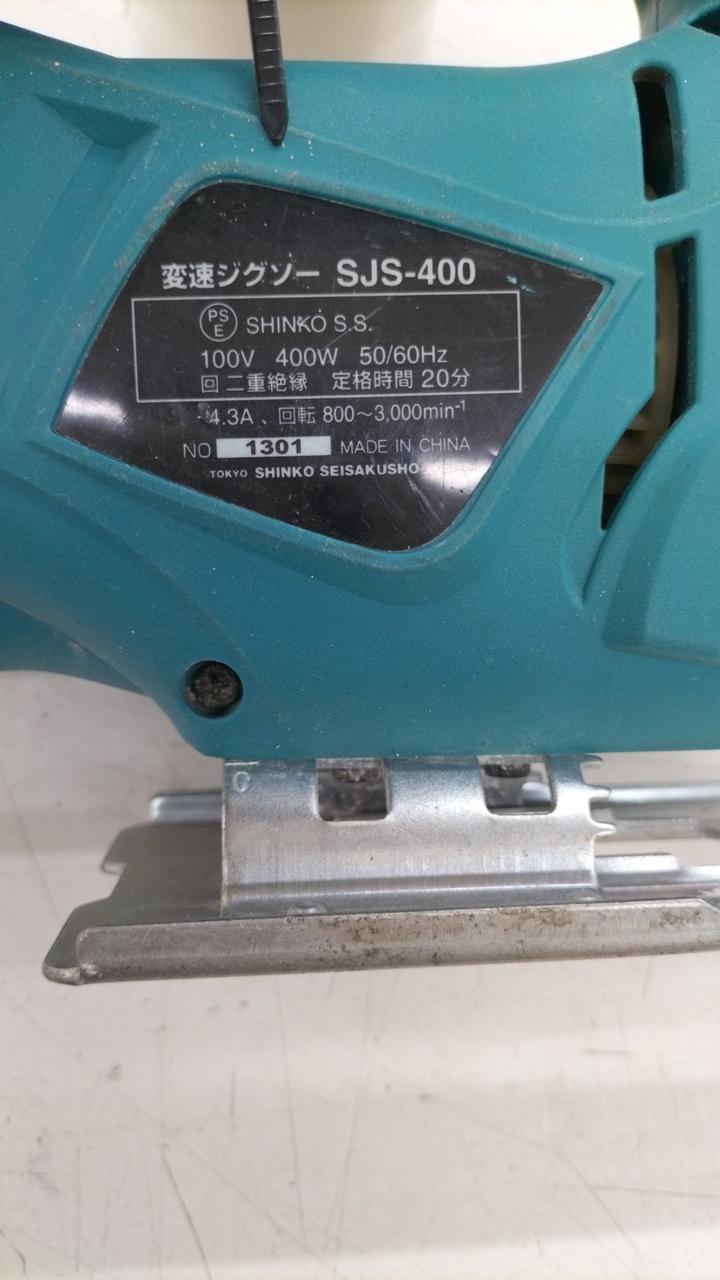 変速ジグソー SJS-400
PS E SHINKO S.S.
100V 400W 50/60Hz
回 二重絶縁 定格時間 20分
4.3A、回転 800～3,000min⁻¹
NO 1301 MADE IN CHINA
TOKYO SHINKO SEISAKUSHO
0